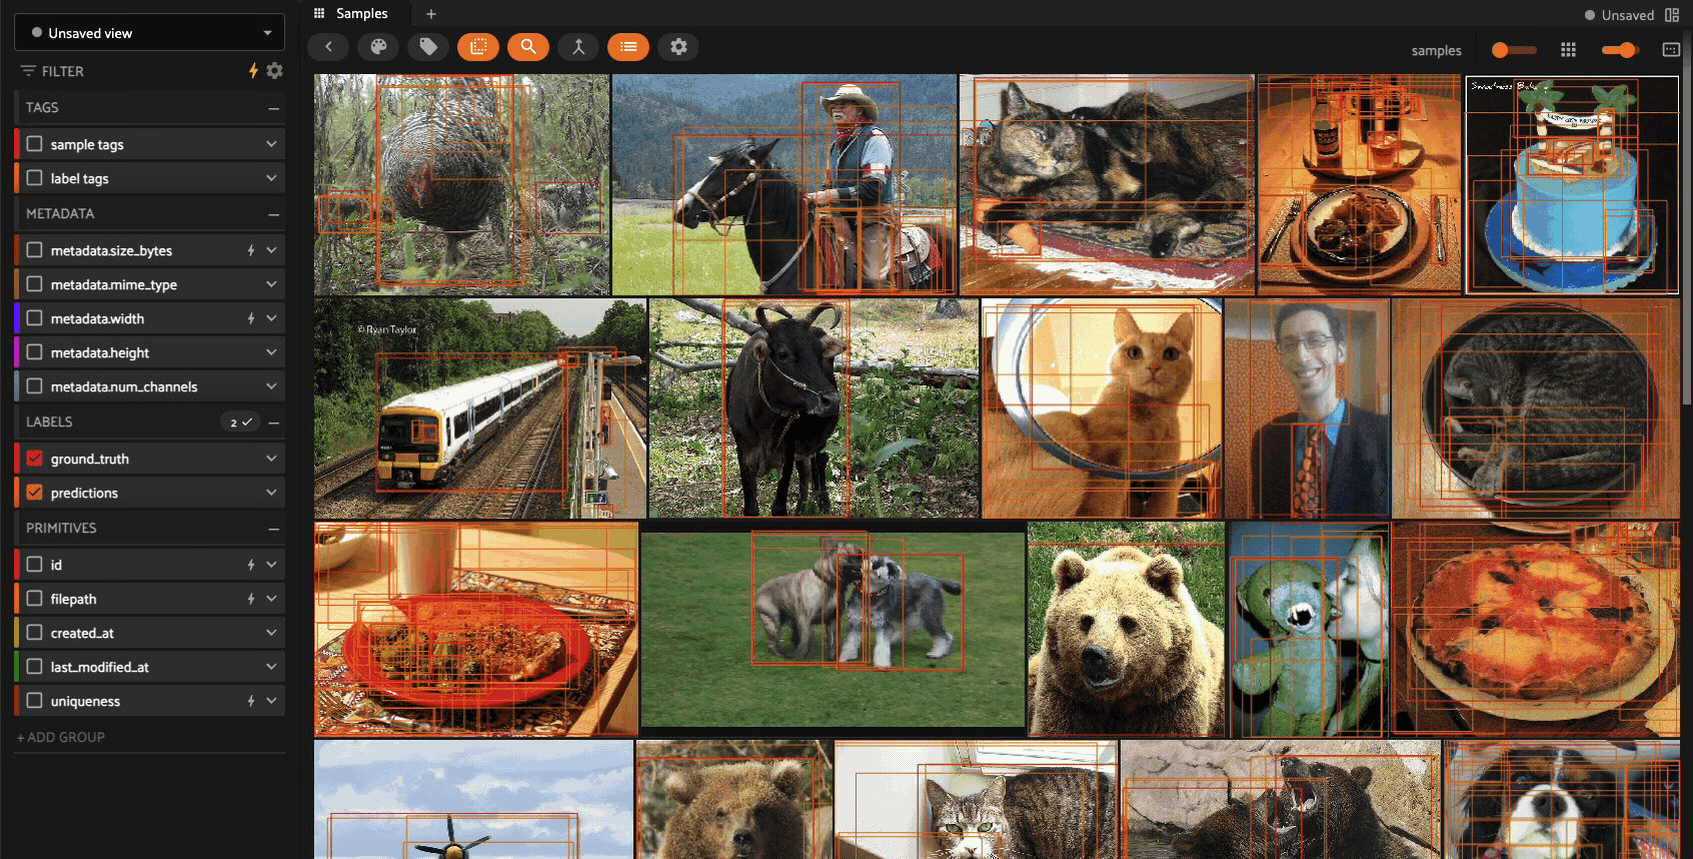 Unsaved view
Samples
+
Unsaved
FILTER
samples
TAGS
sample tags
label tags
METADATA
metadata.size_bytes
metadata.mime_type
metadata.width
metadata.height
metadata.num_channels
LABELS
2
ground_truth
predictions
PRIMITIVES
id
filepath
created_at
last_modified_at
uniqueness
+ ADD GROUP
©Ryan Taylor